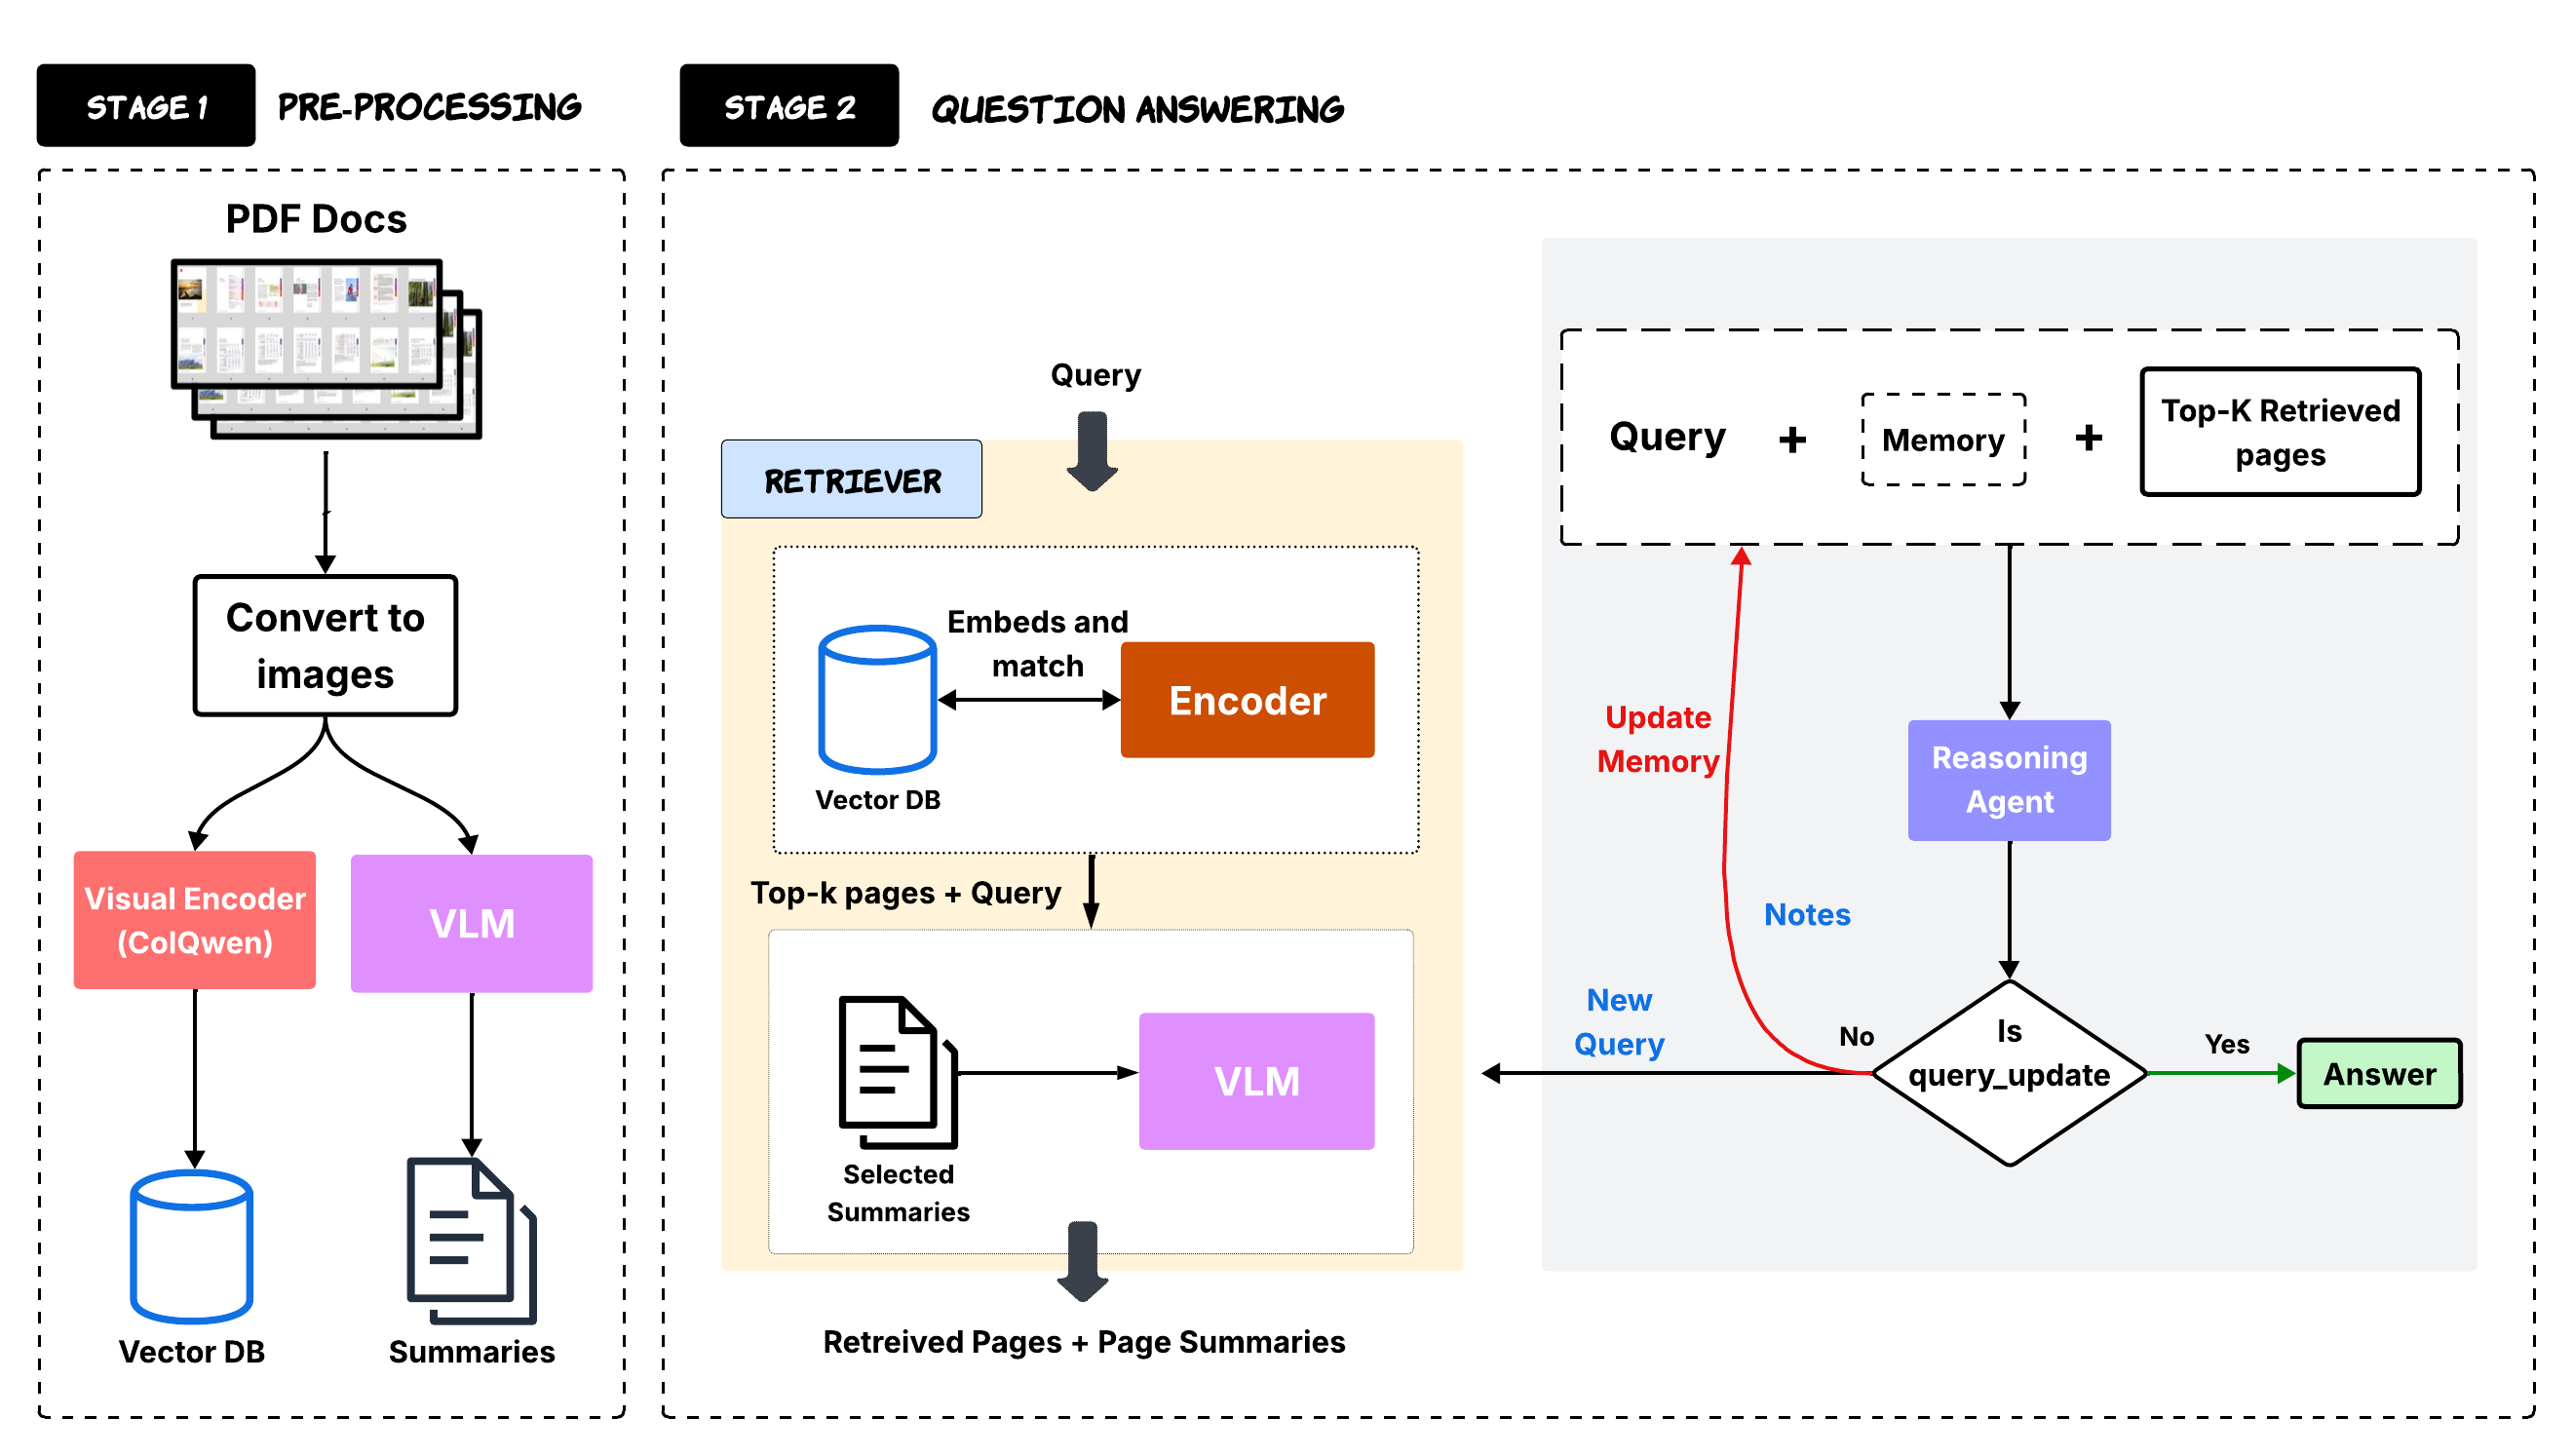 STAGE 1
PRE-PROCESSING
PDF Docs
Convert to
images
Visual Encoder
(ColQwen)
VLM
Vector DB
Summaries
STAGE 2
QUESTION ANSWERING
Query
RETRIEVER
Embeds and
match
Encoder
Vector DB
Top-k pages + Query
Selected
Summaries
VLM
Retreived Pages + Page Summaries
Query + Memory + Top-K Retrieved
pages
Update
Memory
Reasoning
Agent
Notes
New
Query
No
Is
query_update
Yes
Answer